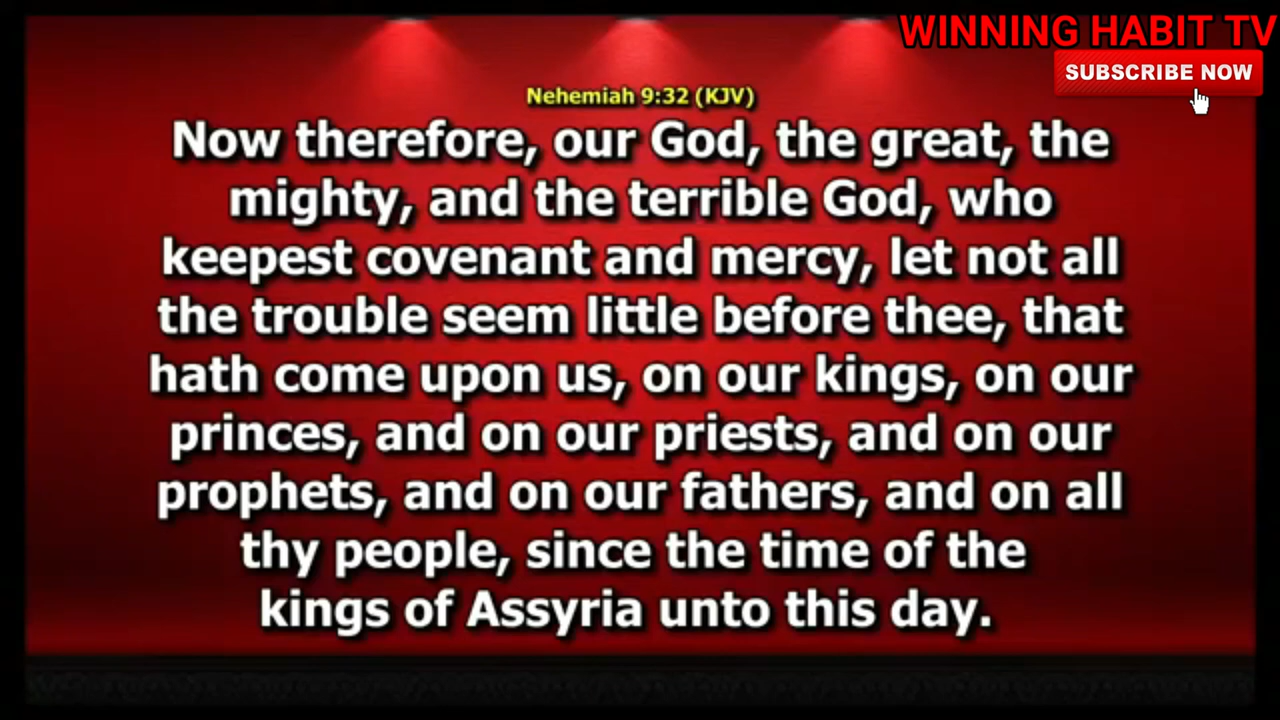 WINNING HABIT TV
SUBSCRIBE NOW
Nehemiah 9:32 (KJV)
Now therefore, our God, the great, the
mighty, and the terrible God, who
keepest covenant and mercy, let not all
the trouble seem little before thee, that
hath come upon us, on our kings, on our
princes, and on our priests, and on our
prophets, and on our fathers, and on all
thy people, since the time of the
kings of Assyria unto this day.